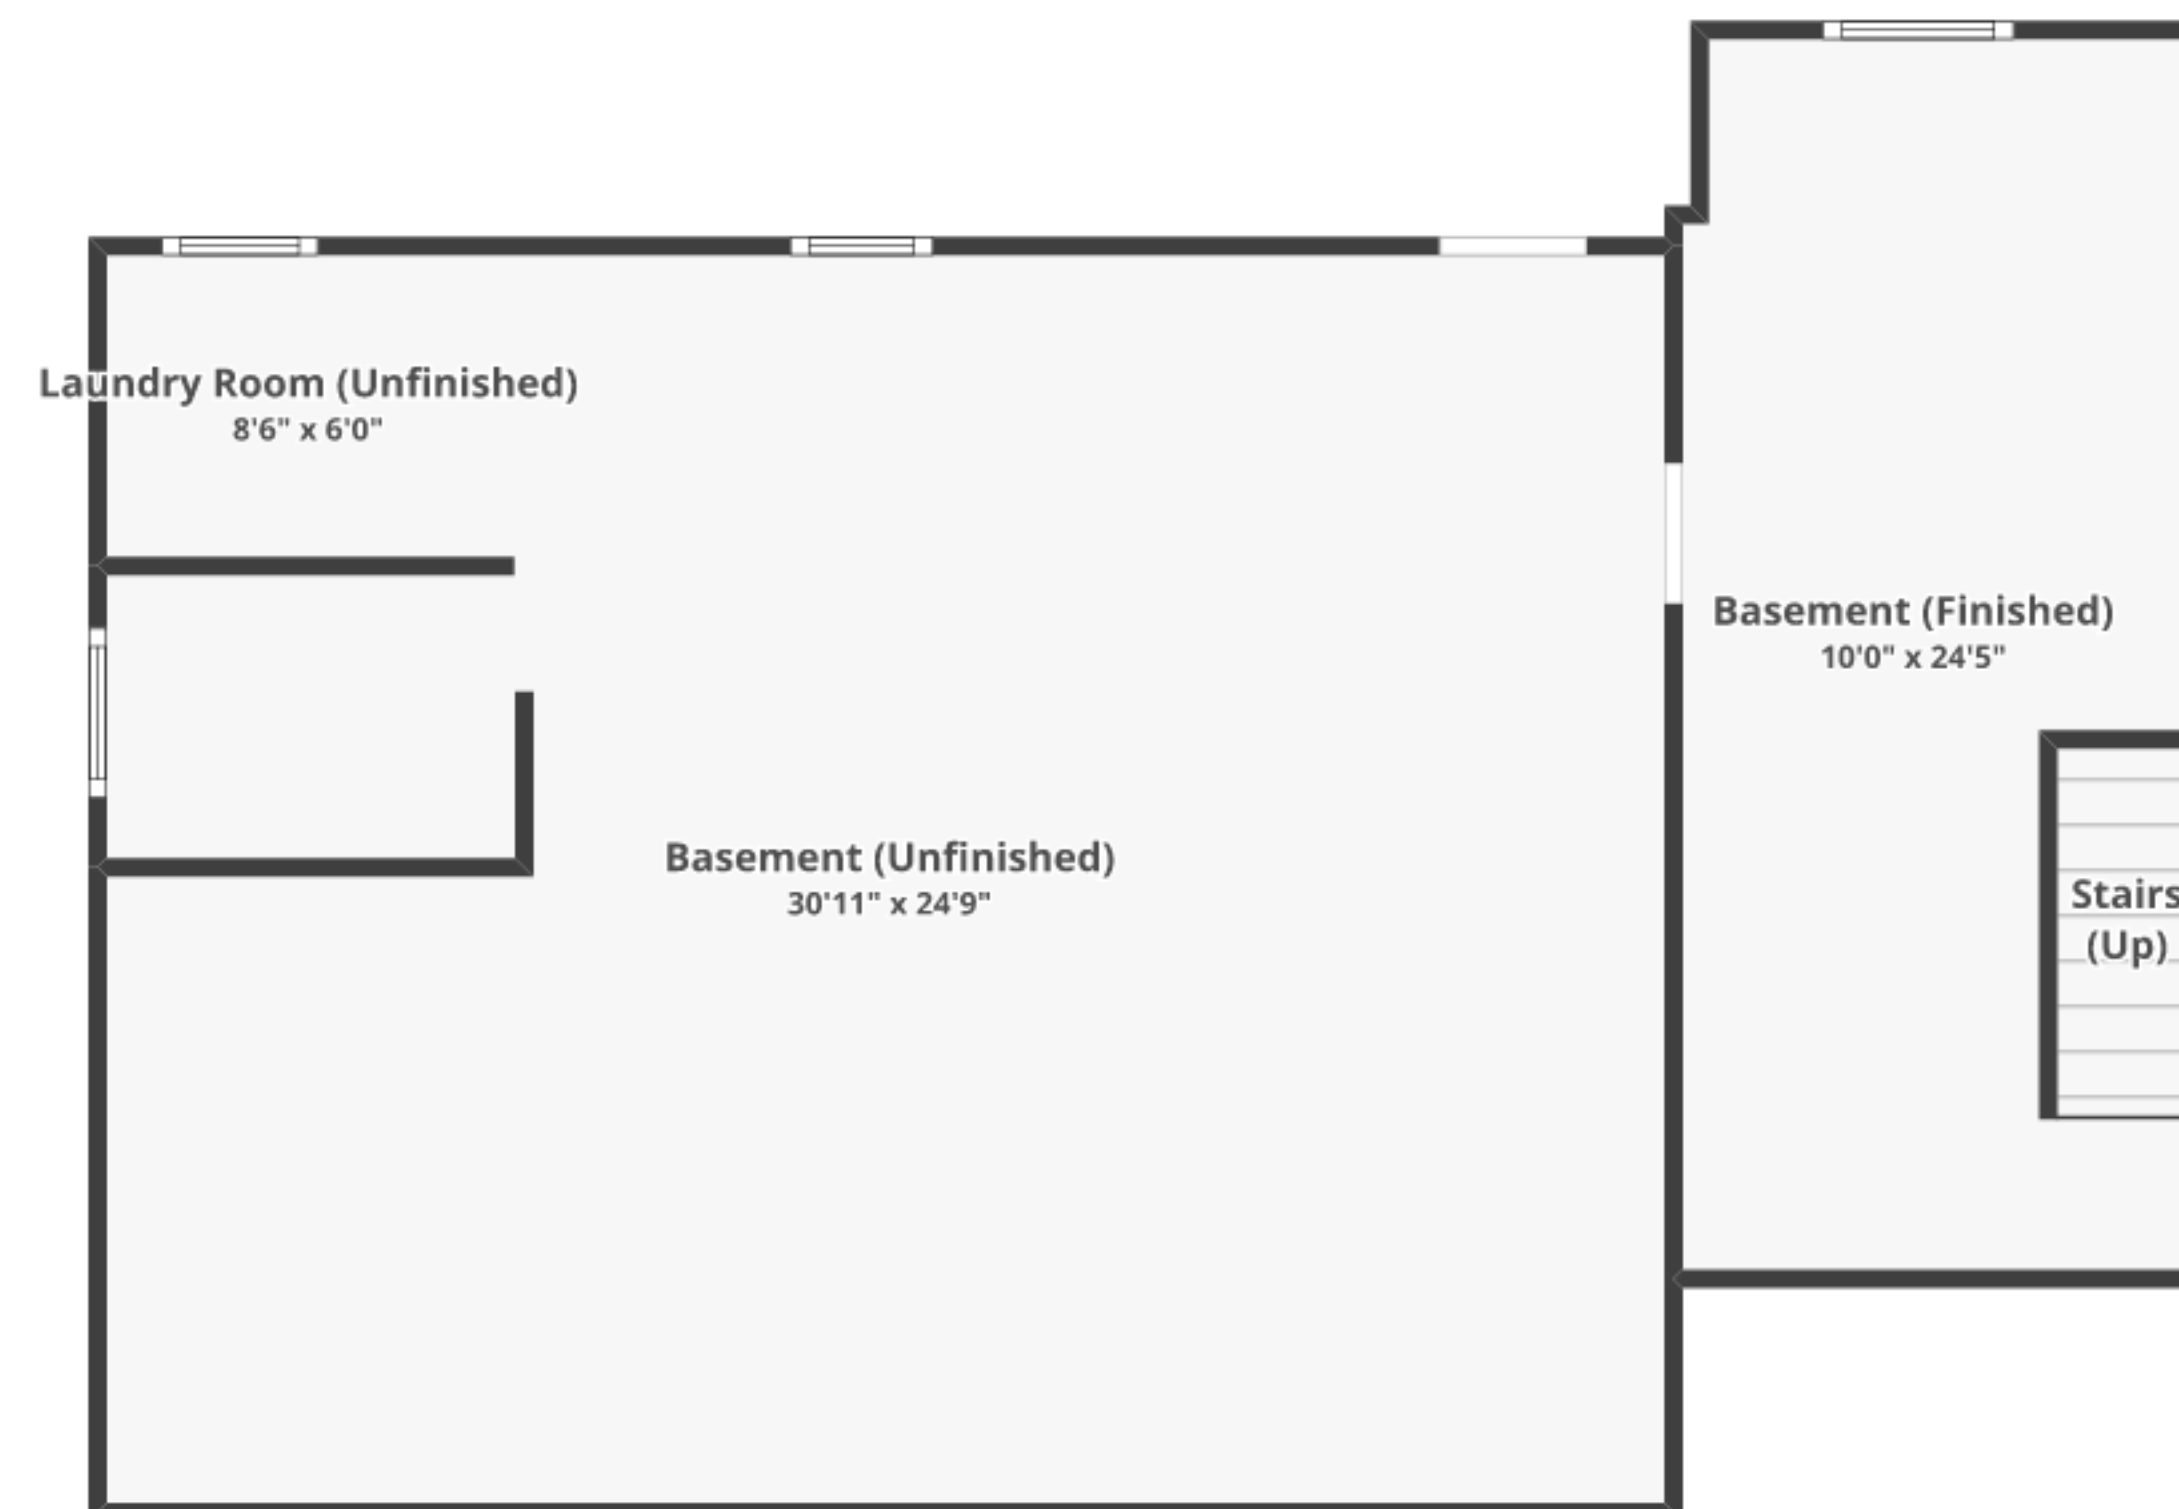 Laundry Room (Unfinished)
8'6" x 6'0"
Basement (Finished)
10'0" x 24'5"
Basement (Unfinished)
30'11" x 24'9"
Stairs
(Up)